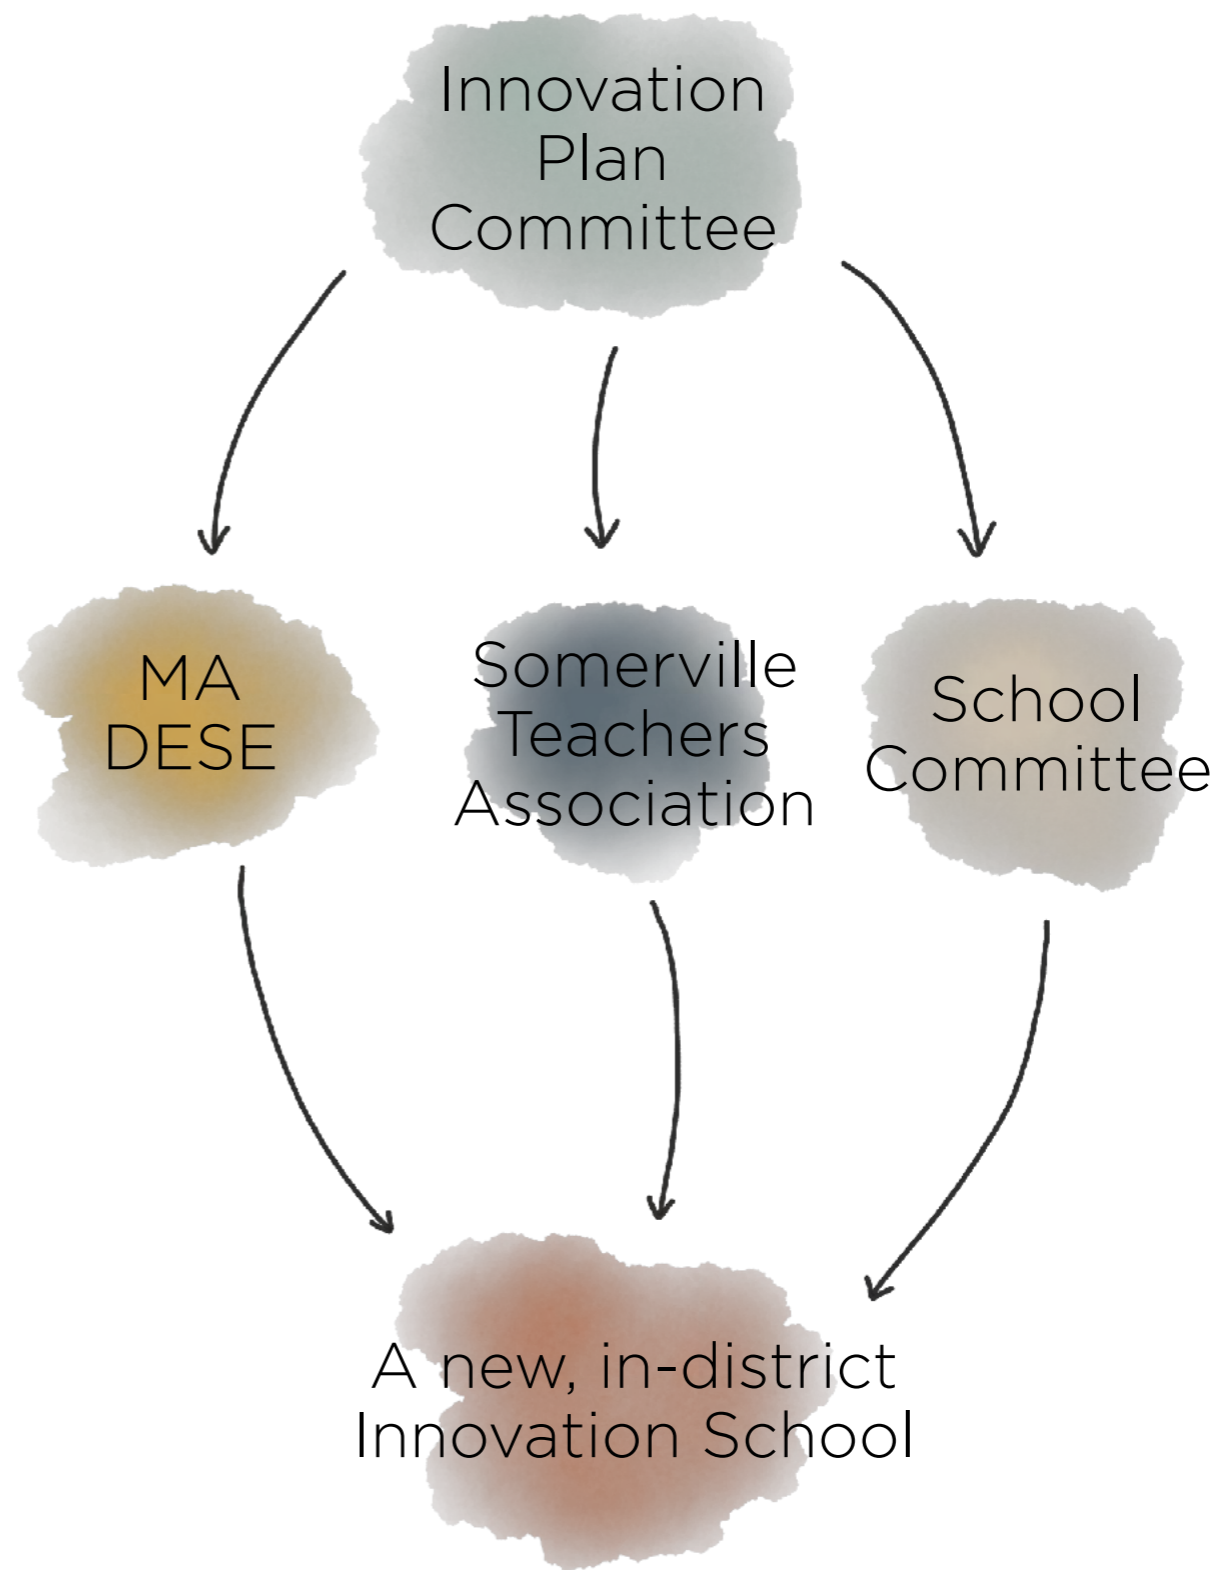 Innovation
Plan
Committee
MA
DESE
Somerville
Teachers
Association
School
Committee
A new, in-district
Innovation School